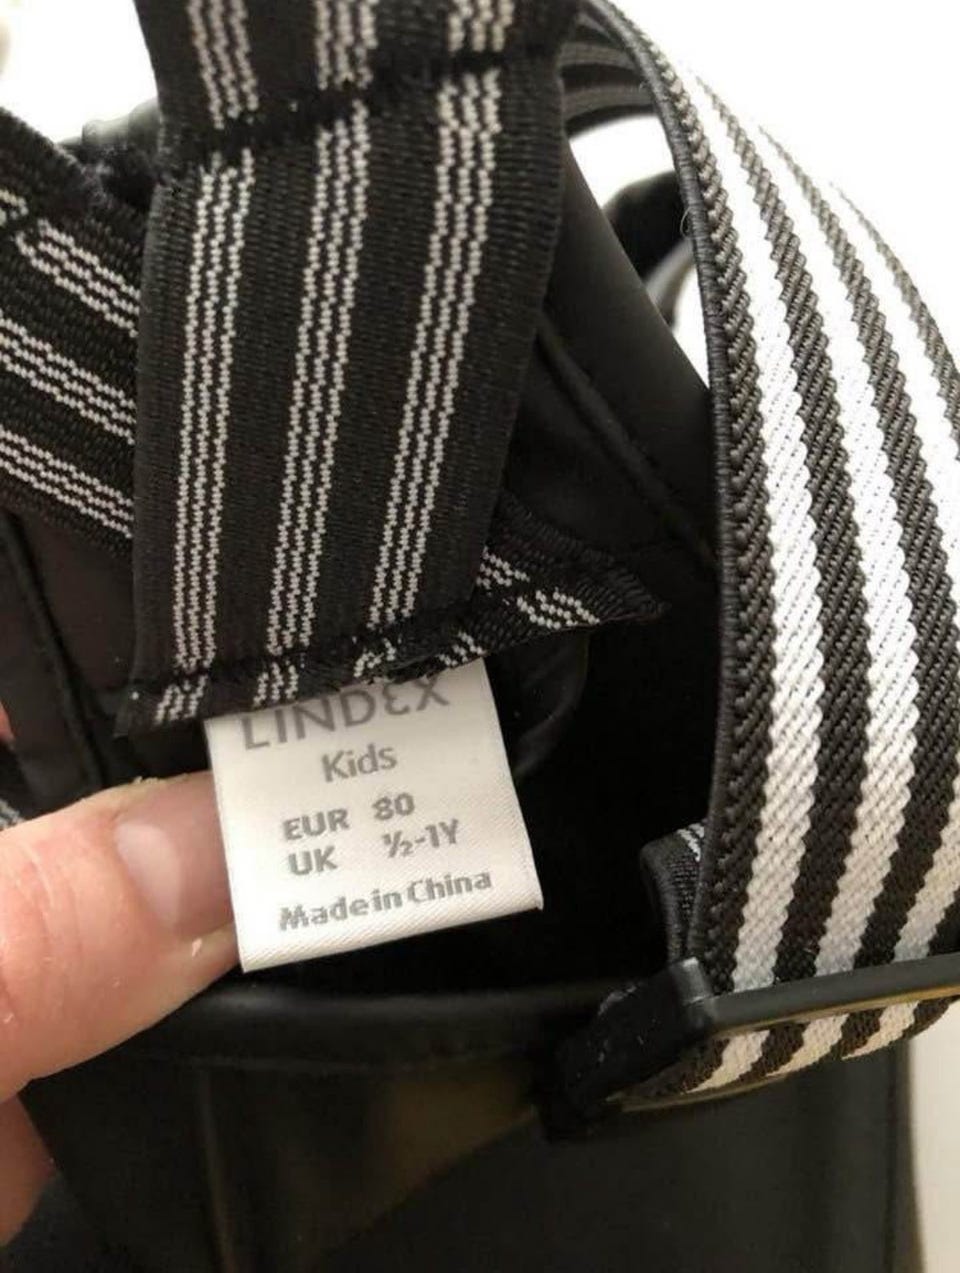 LINDEX
Kids
EUR 80
UK ½-1Y
Made in China